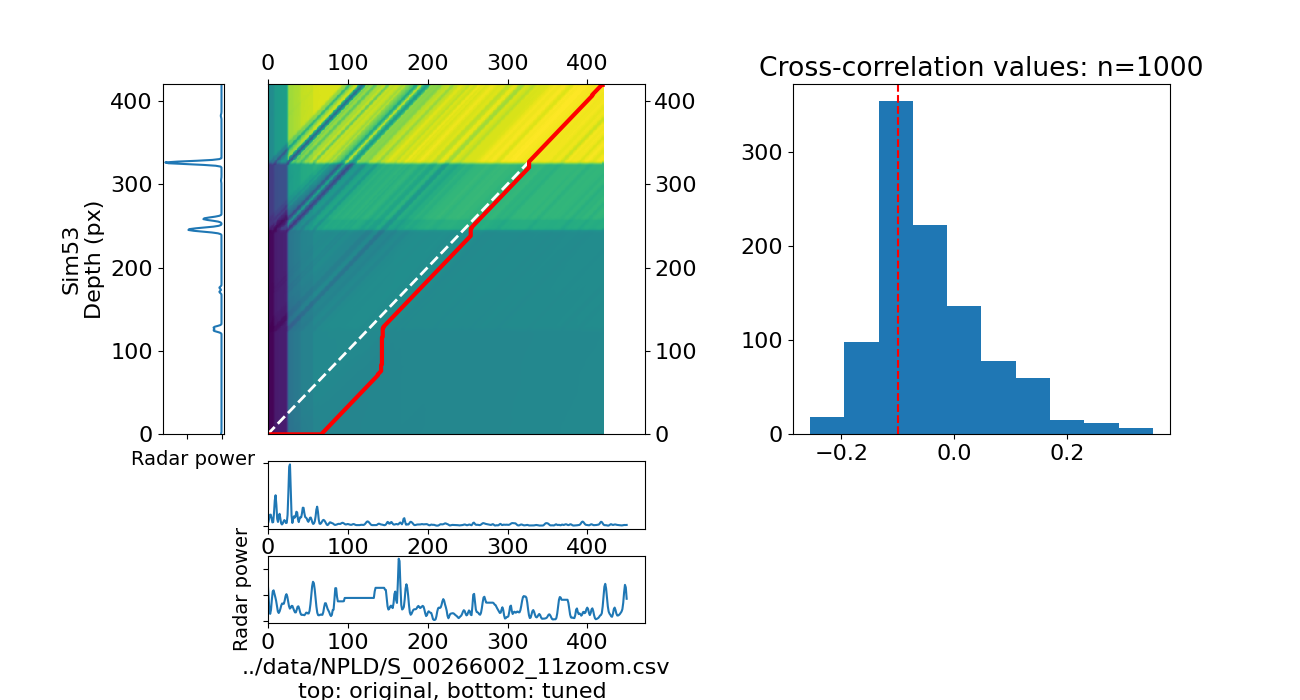 0 100 200 300 400
Cross-correlation values: n=1000
400
300
200
100
0
Sim53
Depth (px)
Radar power
400
300
200
100
0
300
200
100
0
−0.2 0.0 0.2
0 100 200 300 400
Radar power
0 100 200 300 400
../data/NPLD/S_00266002_11zoom.csv
top: original, bottom: tuned